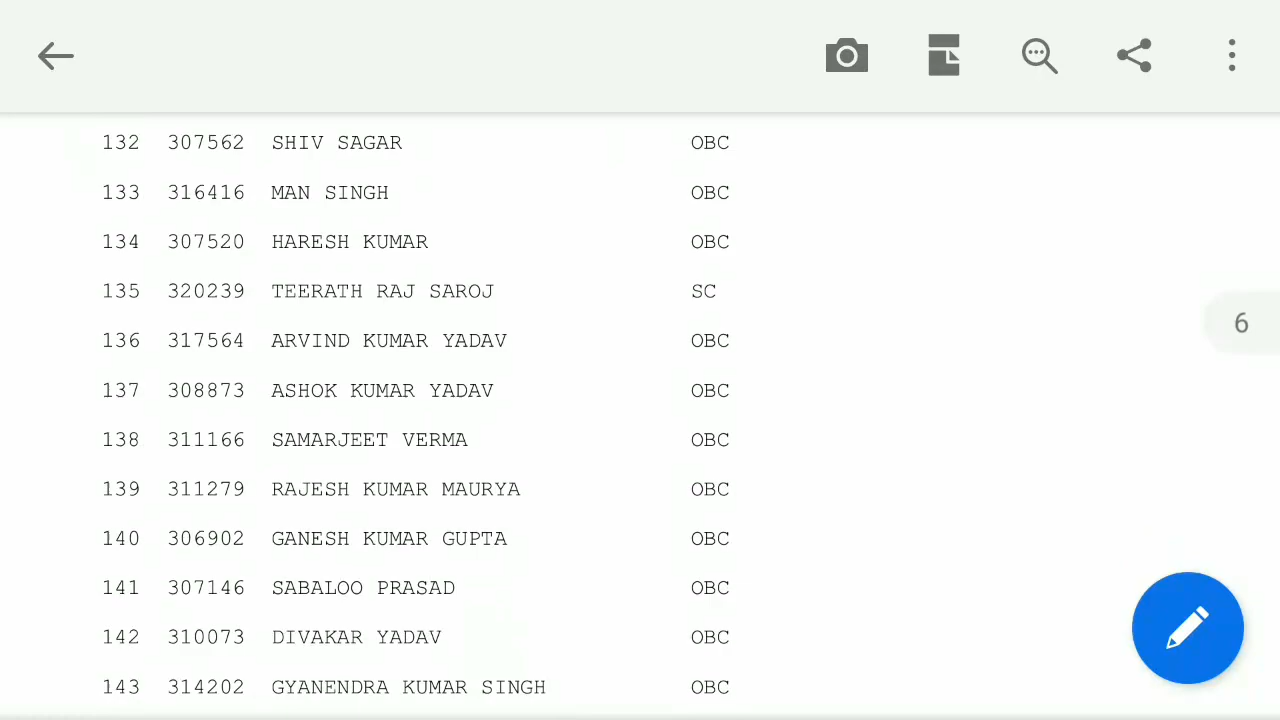 132 307562 SHIV SAGAR OBC
133 316416 MAN SINGH OBC
134 307520 HARESH KUMAR OBC
135 320239 TEERATH RAJ SAROJ SC
6
136 317564 ARVIND KUMAR YADAV OBC
137 308873 ASHOK KUMAR YADAV OBC
138 311166 SAMARJEET VERMA OBC
139 311279 RAJESH KUMAR MAURYA OBC
140 306902 GANESH KUMAR GUPTA OBC
141 307146 SABALOO PRASAD OBC
142 310073 DIVAKAR YADAV OBC
143 314202 GYANENDRA KUMAR SINGH OBC